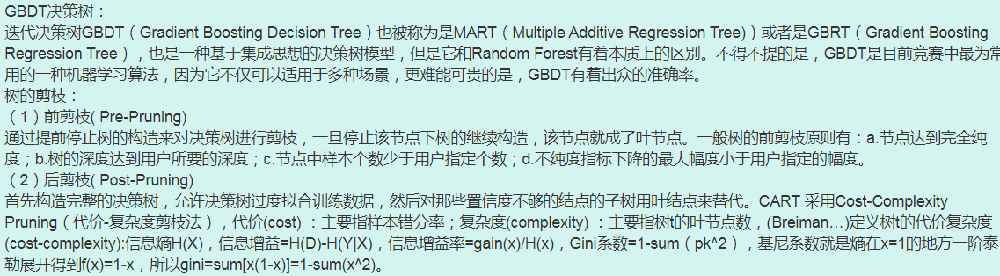 GBDT决策树：
迭代决策树GBDT（Gradient Boosting Decision Tree）也被称为是MART（Multiple Additive Regression Tree)）或者是GBRT（Gradient Boosting
Regression Tree），也是一种基于集成思想的决策树模型，但是它和Random Forest有着本质上的区别。不得不提的是，GBDT是目前竞赛中最为常
用的一种机器学习算法，因为它不仅可以适用于多种场景，更难能可贵的是，GBDT有着出众的准确率。
树的剪枝：
（1）前剪枝( Pre-Pruning)
通过提前停止树的构造来对决策树进行剪枝，一旦停止该节点下树的继续构造，该节点就成了叶节点。一般树的前剪枝原则有：a.节点达到完全纯
度；b.树的深度达到用户所要的深度；c.节点中样本个数少于用户指定个数；d.不纯度指标下降的最大幅度小于用户指定的幅度。
（2）后剪枝( Post-Pruning)
首先构造完整的决策树，允许决策树过度拟合训练数据，然后对那些置信度不够的结点的子树用叶结点来替代。CART 采用Cost-Complexity
Pruning（代价-复杂度剪枝法），代价(cost) ：主要指样本错分率；复杂度(complexity) ：主要指树t的叶节点数，(Breiman…)定义树t的代价复杂度
(cost-complexity):信息熵H(X)，信息增益=H(D)-H(Y|X)，信息增益率=gain(x)/H(x)，Gini系数=1-sum（pk^2），基尼系数就是熵在x=1的地方一阶泰
勒展开得到f(x)=1-x，所以gini=sum[x(1-x)]=1-sum(x^2)。